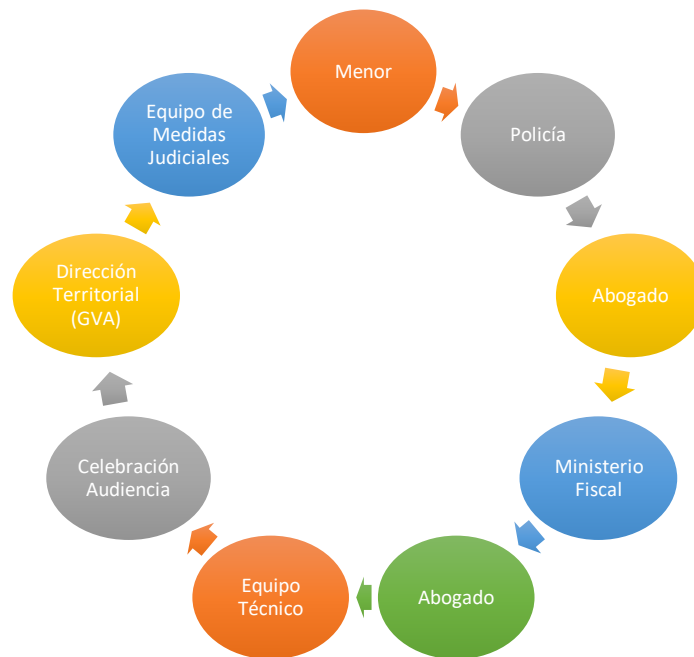 Menor
Policía
Abogado
Ministerio
Fiscal
Abogado
Equipo
Técnico
Celebración
Audiencia
Dirección
Territorial
(GVA)
Equipo de
Medidas
Judiciales